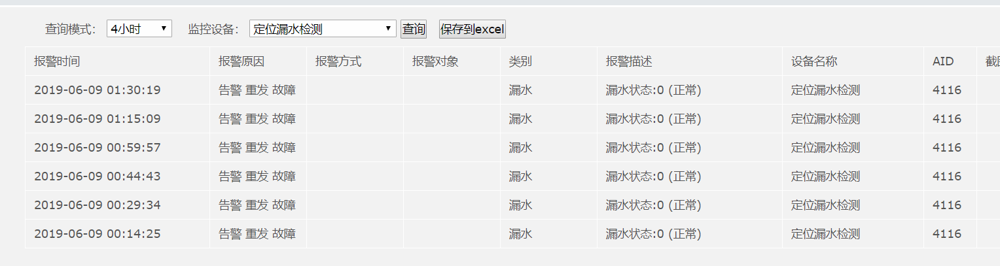 查询模式： 4小时 监控设备： 定位漏水检测 查询 保存到excel
报警时间 报警原因 报警方式 报警对象 类别 报警描述 设备名称 AID
2019-06-09 01:30:19 告警 重发 故障 漏水 漏水状态:0 (正常) 定位漏水检测 4116
2019-06-09 01:15:09 告警 重发 故障 漏水 漏水状态:0 (正常) 定位漏水检测 4116
2019-06-09 00:59:57 告警 重发 故障 漏水 漏水状态:0 (正常) 定位漏水检测 4116
2019-06-09 00:44:43 告警 重发 故障 漏水 漏水状态:0 (正常) 定位漏水检测 4116
2019-06-09 00:29:34 告警 重发 故障 漏水 漏水状态:0 (正常) 定位漏水检测 4116
2019-06-09 00:14:25 告警 重发 故障 漏水 漏水状态:0 (正常) 定位漏水检测 4116